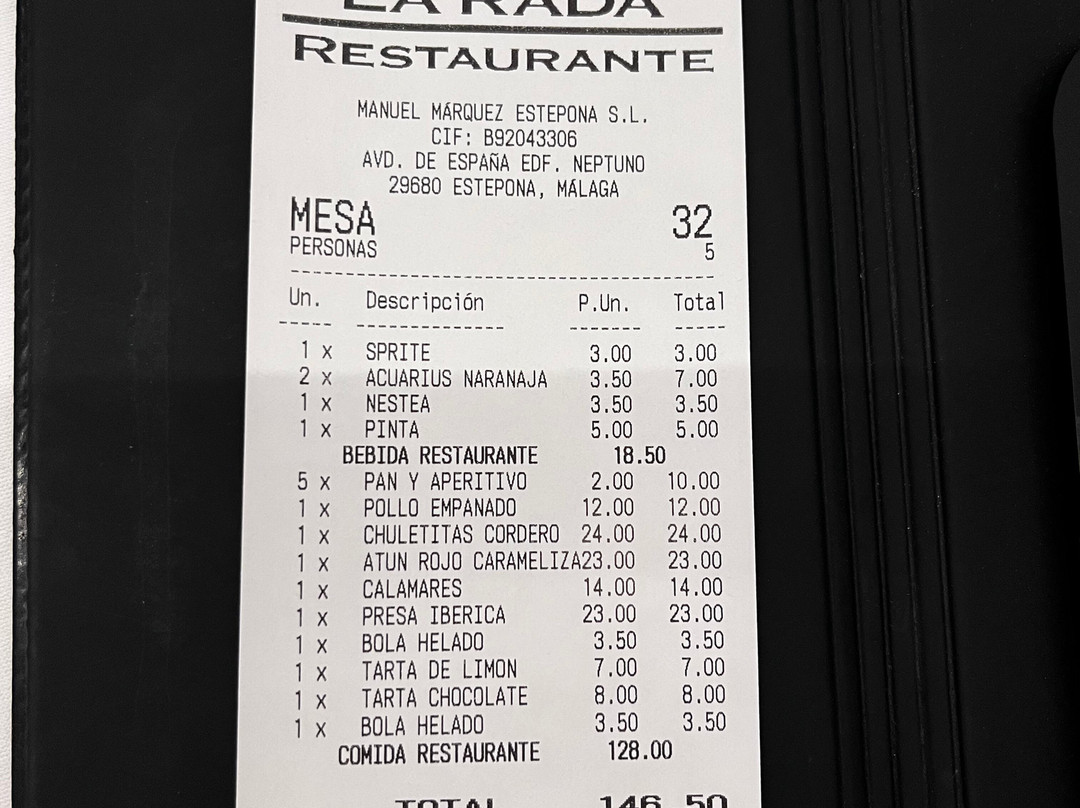 LA RADA
RESTAURANTE
MANUEL MÁRQUEZ ESTEPONA S.L.
CIF: B92043306
AVD. DE ESPAÑA EDF. NEPTUNO
29680 ESTEPONA, MÁLAGA
MESA 32
PERSONAS 5
Un. Descripción P.Un. Total
1 x SPRITE 3.00 3.00
2 x ACUARIUS NARANAJA 3.50 7.00
1 x NESTEA 3.50 3.50
1 x PINTA 5.00 5.00
BEBIDA RESTAURANTE 18.50
5 x PAN Y APERITIVO 2.00 10.00
1 x POLLO EMPANADO 12.00 12.00
1 x CHULETITAS CORDERO 24.00 24.00
1 x ATUN ROJO CARAMELIZA23.00 23.00
1 x CALAMARES 14.00 14.00
1 x PRESA IBERICA 23.00 23.00
1 x BOLA HELADO 3.50 3.50
1 x TARTA DE LIMON 7.00 7.00
1 x TARTA CHOCOLATE 8.00 8.00
1 x BOLA HELADO 3.50 3.50
COMIDA RESTAURANTE 128.00
TOTAL 146.50